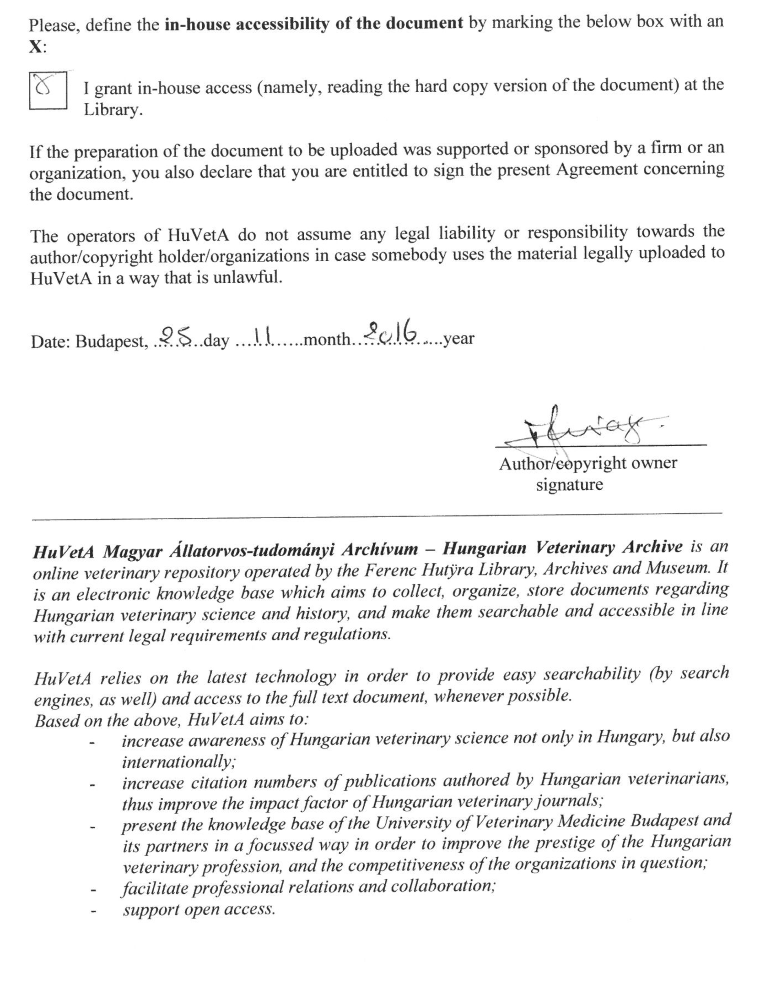 Please, define the in-house accessibility of the document by marking the below box with an
X:
X I grant in-house access (namely, reading the hard copy version of the document) at the
Library.
If the preparation of the document to be uploaded was supported or sponsored by a firm or an
organization, you also declare that you are entitled to sign the present Agreement concerning
the document.
The operators of HuVetA do not assume any legal liability or responsibility towards the
author/copyright holder/organizations in case somebody uses the material legally uploaded to
HuVetA in a way that is unlawful.
Date: Budapest, ..25..day ...11......month...2016.....year
Author/copyright owner
signature
HuVetA Magyar Állatorvos-tudományi Archívum – Hungarian Veterinary Archive is an
online veterinary repository operated by the Ferenc Hutÿra Library, Archives and Museum. It
is an electronic knowledge base which aims to collect, organize, store documents regarding
Hungarian veterinary science and history, and make them searchable and accessible in line
with current legal requirements and regulations.
HuVetA relies on the latest technology in order to provide easy searchability (by search
engines, as well) and access to the full text document, whenever possible.
Based on the above, HuVetA aims to:
- increase awareness of Hungarian veterinary science not only in Hungary, but also
internationally;
- increase citation numbers of publications authored by Hungarian veterinarians,
thus improve the impact factor of Hungarian veterinary journals;
- present the knowledge base of the University of Veterinary Medicine Budapest and
its partners in a focussed way in order to improve the prestige of the Hungarian
veterinary profession, and the competitiveness of the organizations in question;
- facilitate professional relations and collaboration;
- support open access.